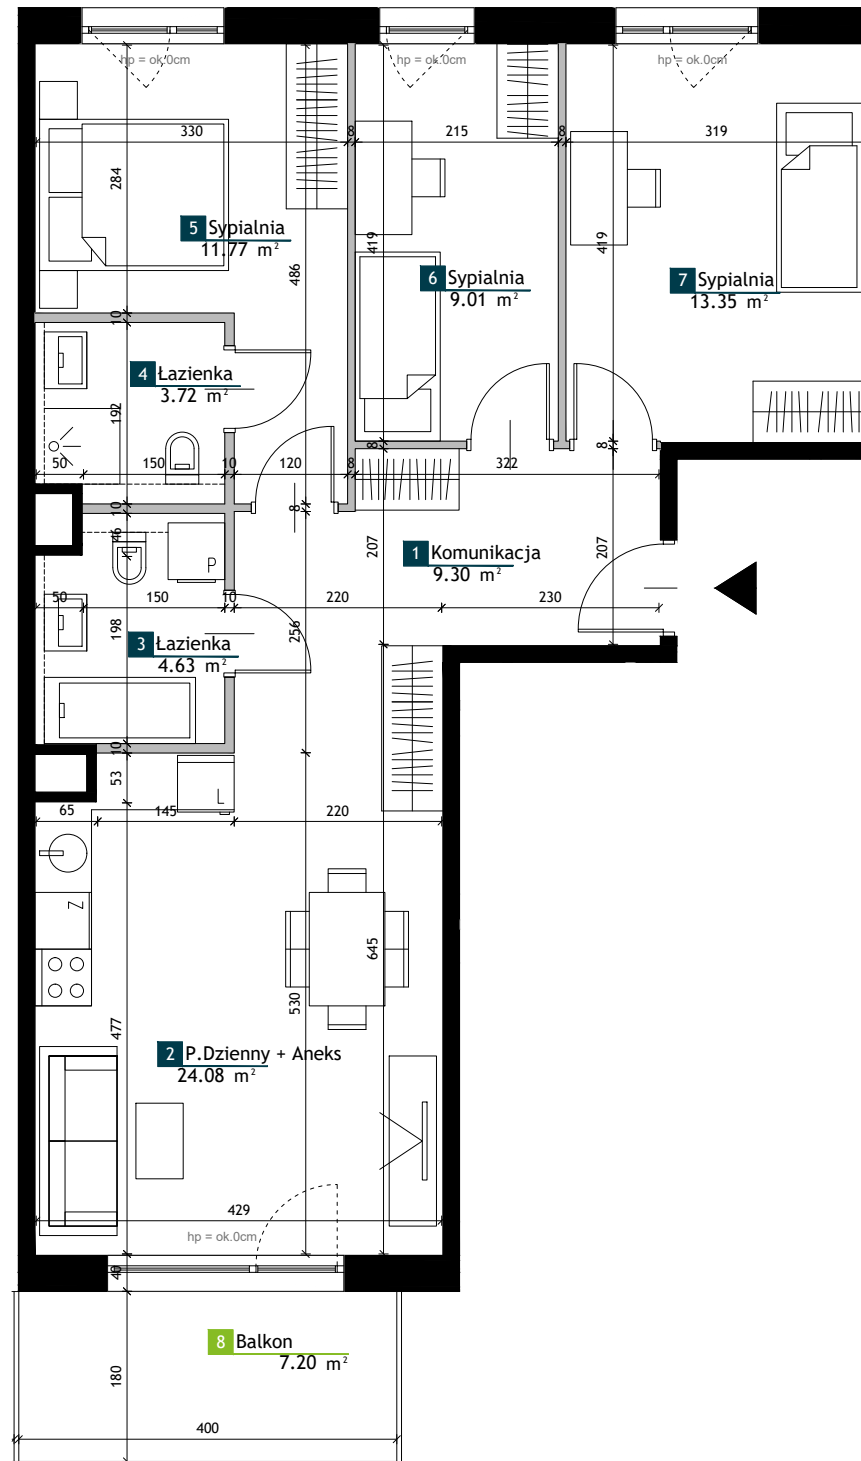 hp = ok.0cm
hp = ok.0cm
hp = ok.0cm
330
8
215
8
319
284
5 Sypialnia
11.77 m²
486
419
6 Sypialnia
9.01 m²
419
7 Sypialnia
13.35 m²
10
4 Łazienka
3.72 m²
192
8
8
50
150
10
120
8
322
10
46
8
207
1 Komunikacja
9.30 m²
207
P
50
150
10
220
230
198
3 Łazienka
4.63 m²
256
10
53
L
65
145
220
Z
645
530
477
2 P.Dzienny + Aneks
24.08 m²
429
hp = ok.0cm
40
8 Balkon
7.20 m²
180
400